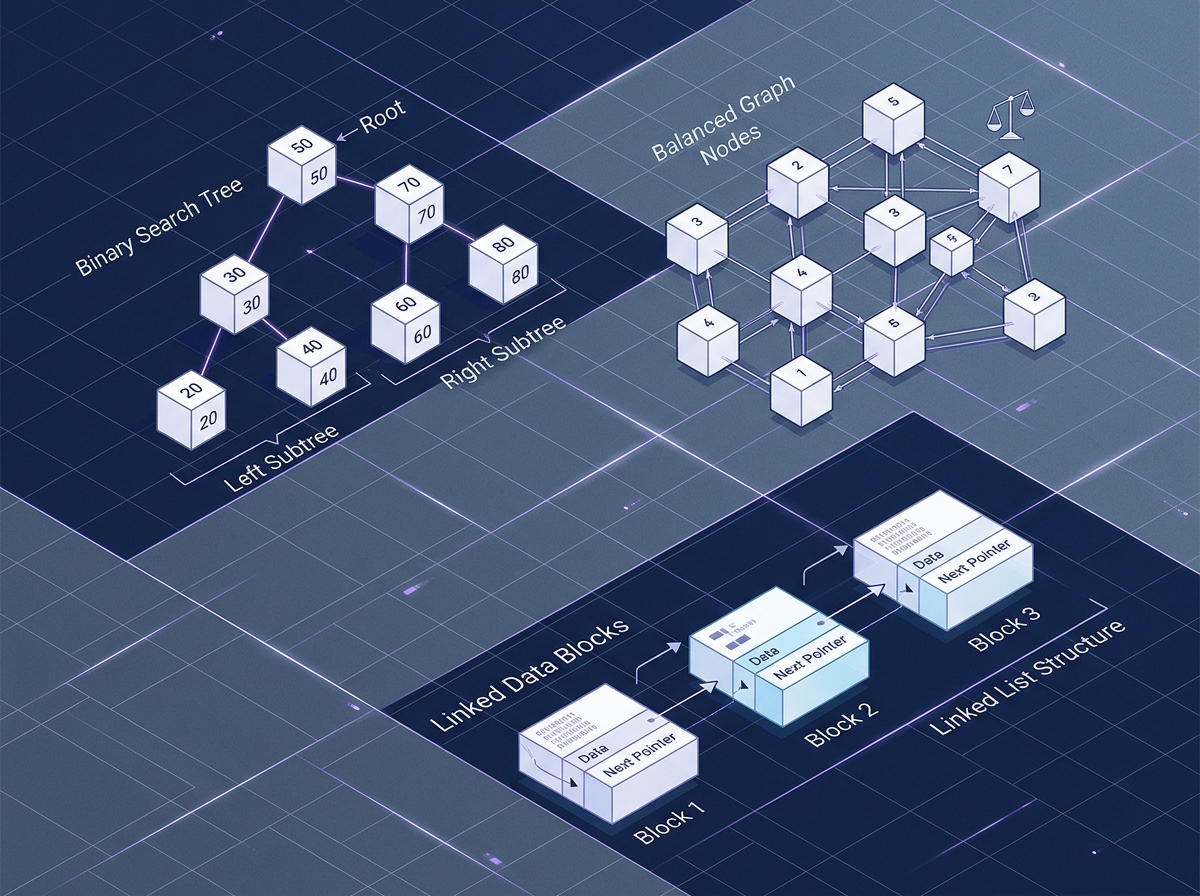 Binary Search Tree
Root
50
50
70
70
80
80
30
30
60
60
40
40
20
20
Left Subtree
Right Subtree
Balanced Graph
Nodes
5
2
7
3
3
4
2
4
5
1
Linked Data Blocks
Data
Next Pointer
Block 1
Data
Next Pointer
Block 2
Data
Next Pointer
Block 3
Linked List Structure